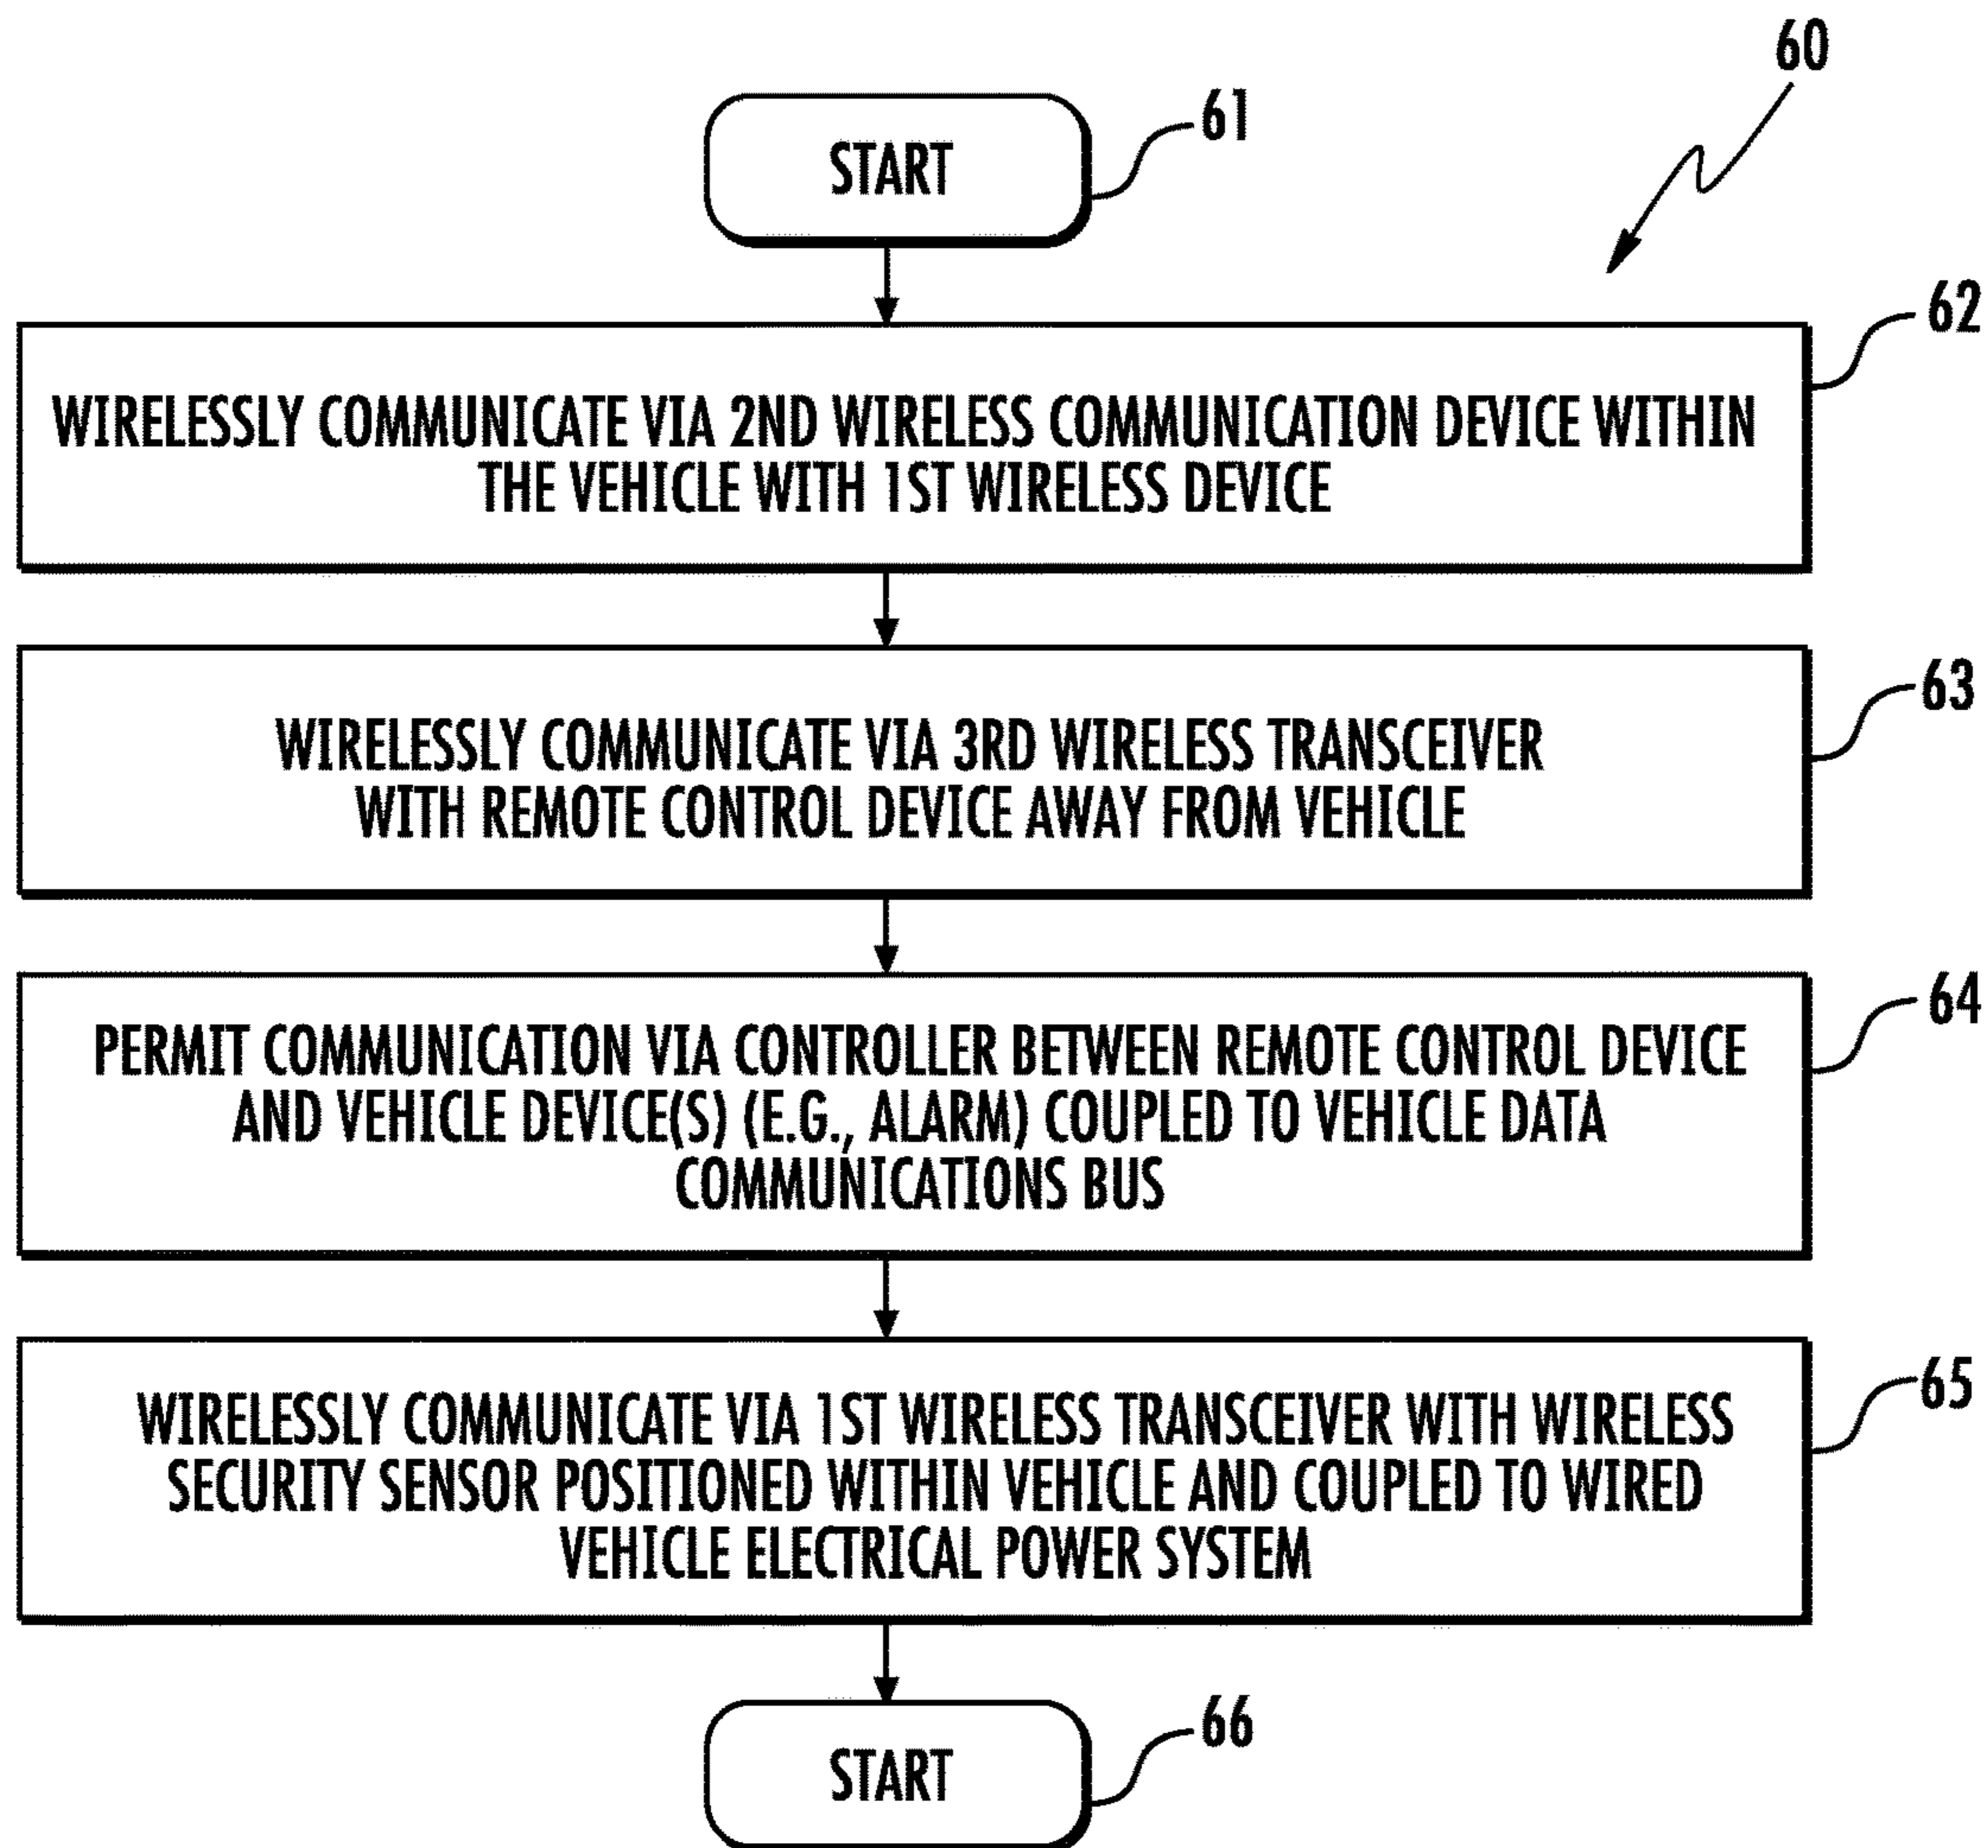 60
START
61
62
WIRELESSLY COMMUNICATE VIA 2ND WIRELESS COMMUNICATION DEVICE WITHIN
THE VEHICLE WITH 1ST WIRELESS DEVICE
63
WIRELESSLY COMMUNICATE VIA 3RD WIRELESS TRANSCEIVER
WITH REMOTE CONTROL DEVICE AWAY FROM VEHICLE
64
PERMIT COMMUNICATION VIA CONTROLLER BETWEEN REMOTE CONTROL DEVICE
AND VEHICLE DEVICE(S) (E.G., ALARM) COUPLED TO VEHICLE DATA
COMMUNICATIONS BUS
65
WIRELESSLY COMMUNICATE VIA 1ST WIRELESS TRANSCEIVER WITH WIRELESS
SECURITY SENSOR POSITIONED WITHIN VEHICLE AND COUPLED TO WIRED
VEHICLE ELECTRICAL POWER SYSTEM
66
START